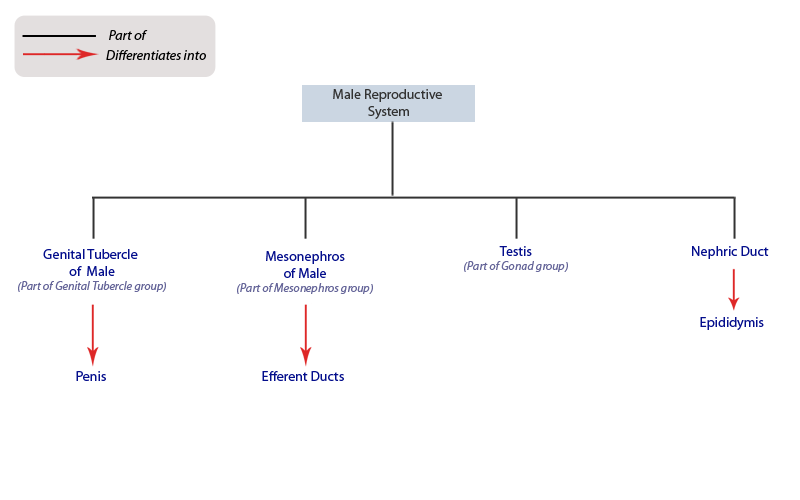 Part of
Differentiates into
Male Reproductive
System
Genital Tubercle
of Male
(Part of Genital Tubercle group)
Mesonephros
of Male
(Part of Mesonephros group)
Testis
(Part of Gonad group)
Nephric Duct
Epididymis
Penis
Efferent Ducts